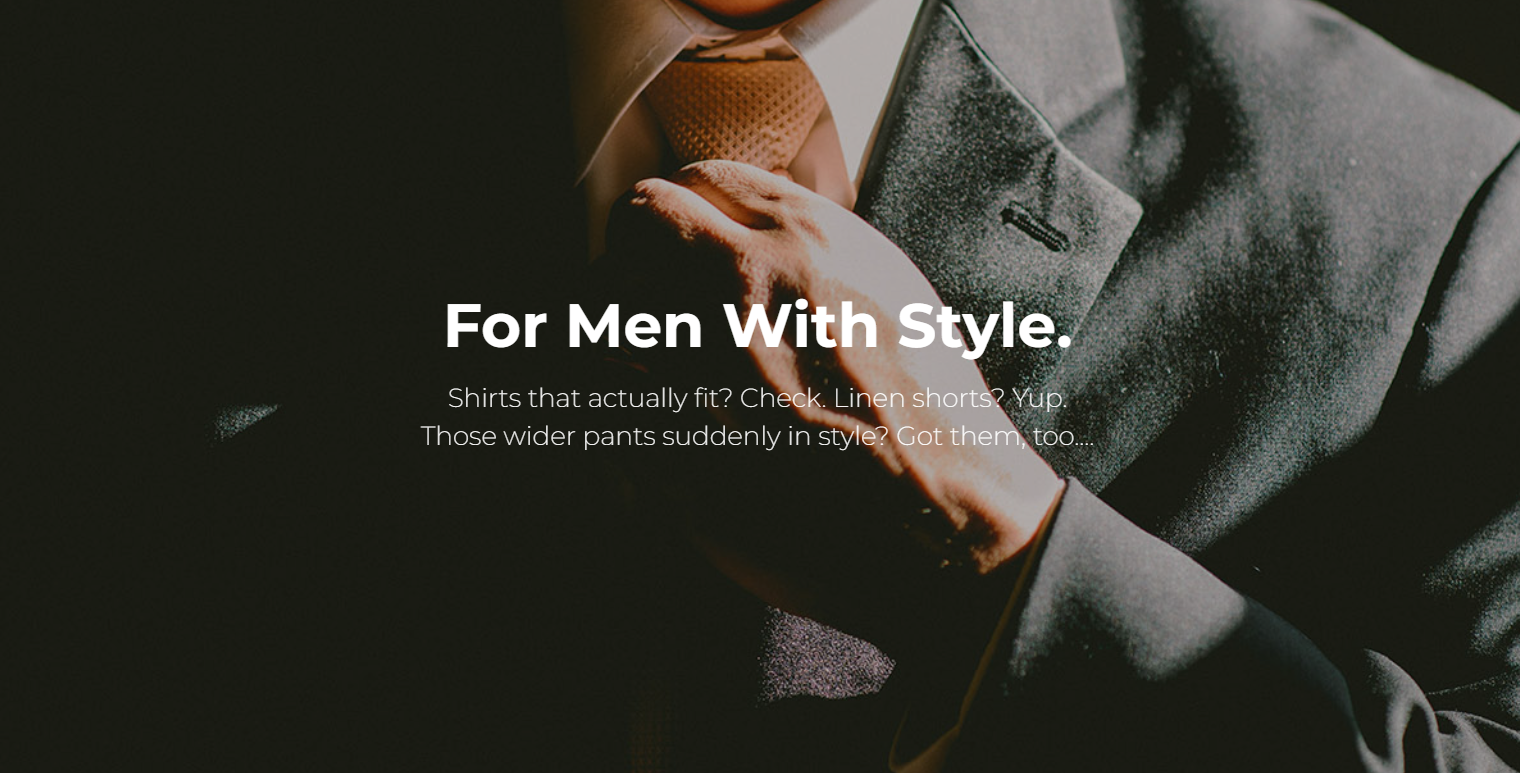 For Men With Style.
Shirts that actually fit? Check. Linen shorts? Yup.
Those wider pants suddenly in style? Got them, too....